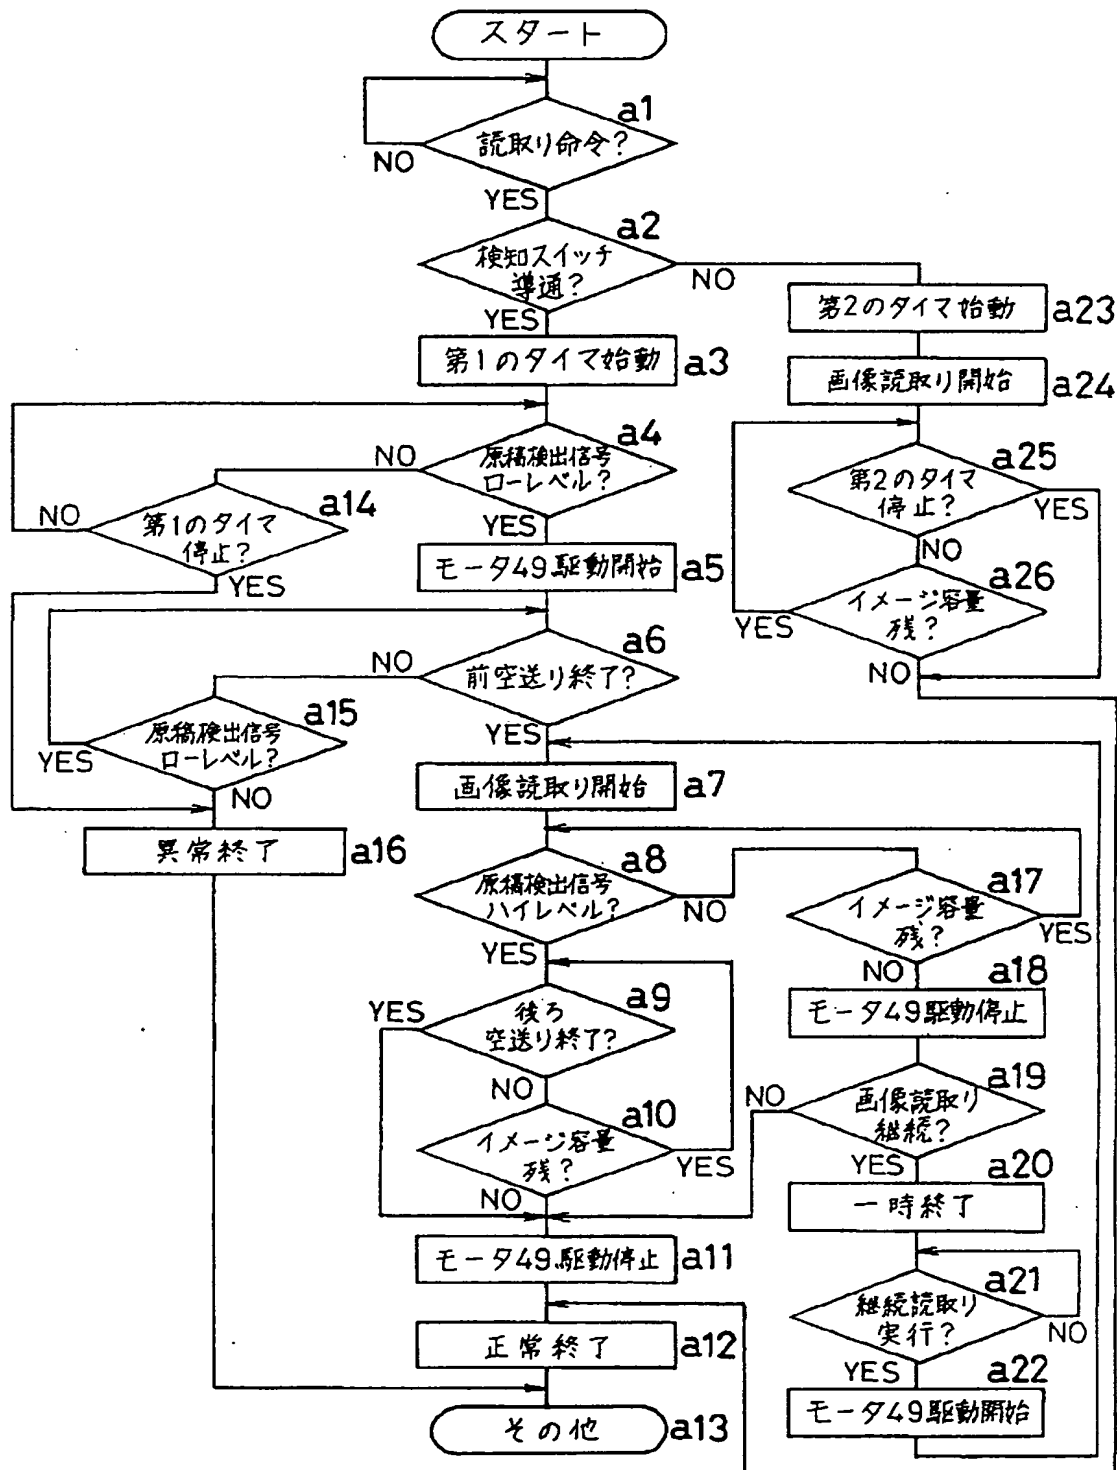 スタート
a1
読取り命令?
NO
YES
a2
検知スイッチ
導通?
NO
YES
第2のタイマ始動 a23
第1のタイマ始動 a3
画像読取り開始 a24
a4
原稿検出信号
ローレベル?
NO
YES
a14
第1のタイマ
停止?
NO
YES
a25
第2のタイマ
停止?
YES
NO
モータ49駆動開始 a5
a26
イメージ容量
残?
YES
NO
a6
前空送り終了?
NO
YES
a15
原稿検出信号
ローレベル?
YES
NO
画像読取り開始 a7
異常終了 a16
a8
原稿検出信号
ハイレベル?
NO
YES
a17
イメージ容量
残?
YES
NO
a18
モータ49駆動停止
a9
後ろ
空送り終了?
YES
NO
a19
画像読取り
継続?
NO
YES
a10
イメージ容量
残?
YES
NO
a20
一時終了
モータ49駆動停止 a11
a21
継続読取り
実行?
NO
YES
正常終了 a12
a22
モータ49駆動開始
その他 a13